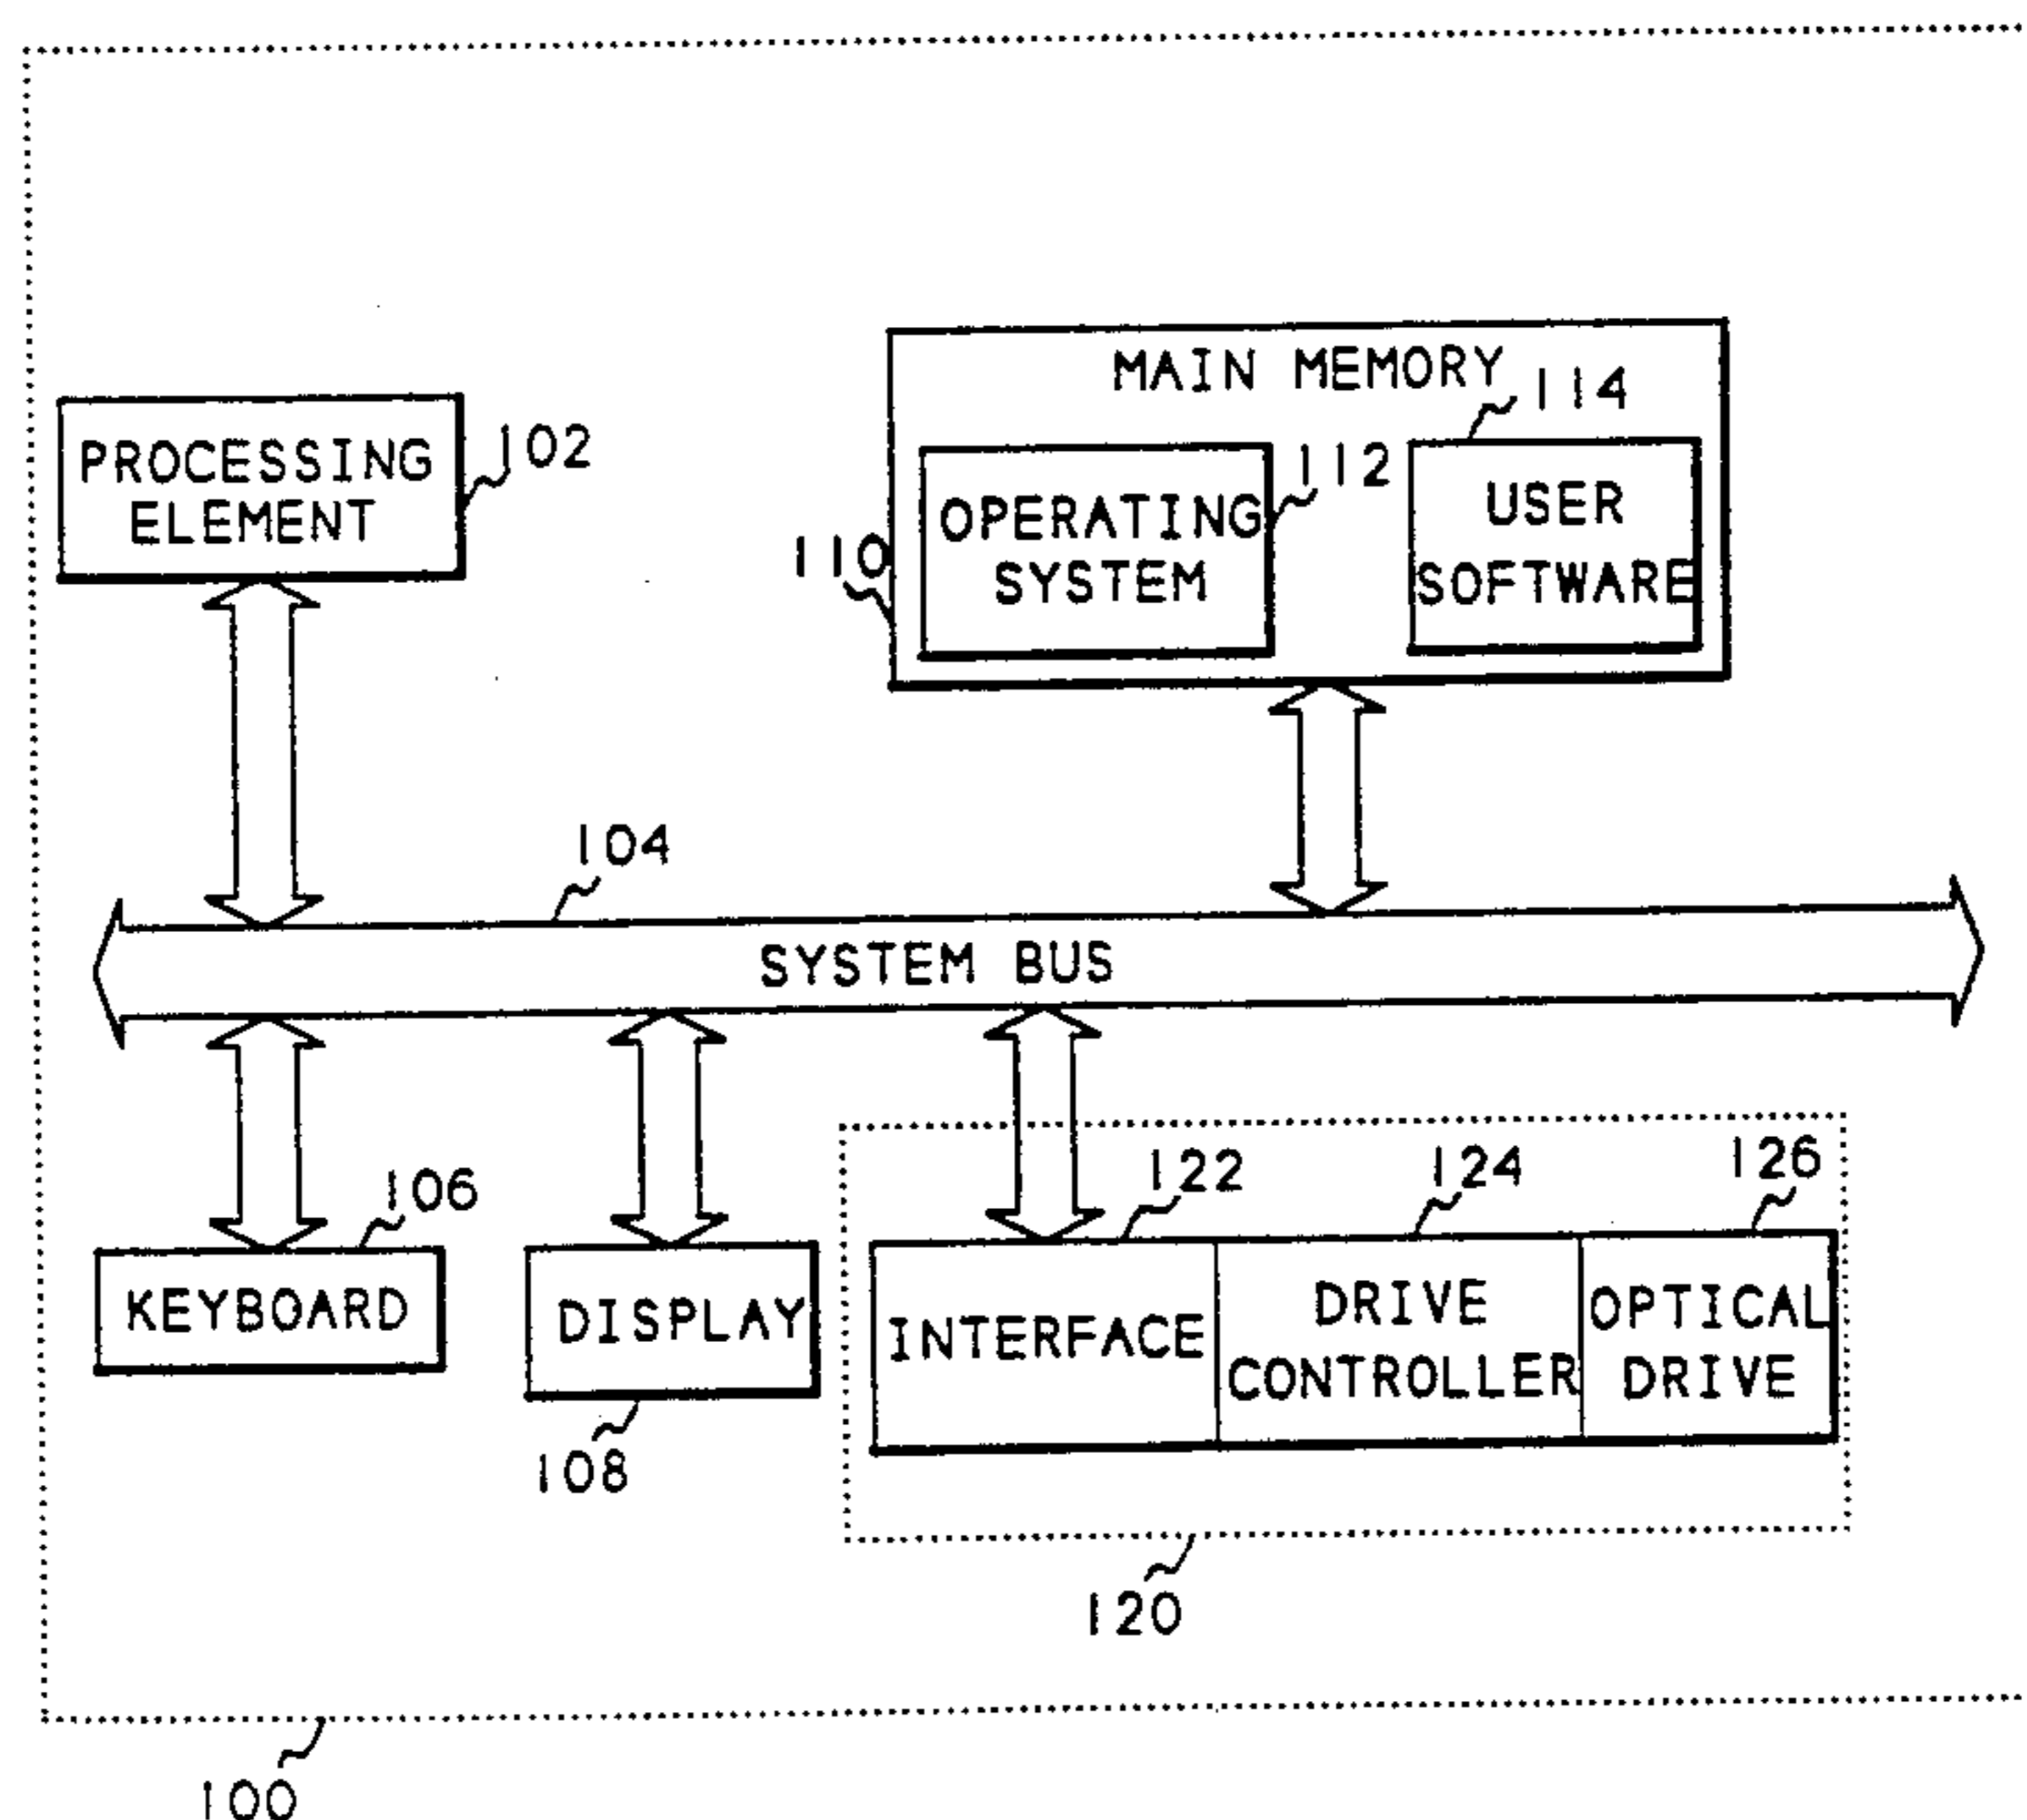 MAIN MEMORY
114
PROCESSING
ELEMENT
102
OPERATING
SYSTEM
112
USER
SOFTWARE
110
104
SYSTEM BUS
106
KEYBOARD
DISPLAY
108
122
124
126
INTERFACE
DRIVE
CONTROLLER
OPTICAL
DRIVE
120
100